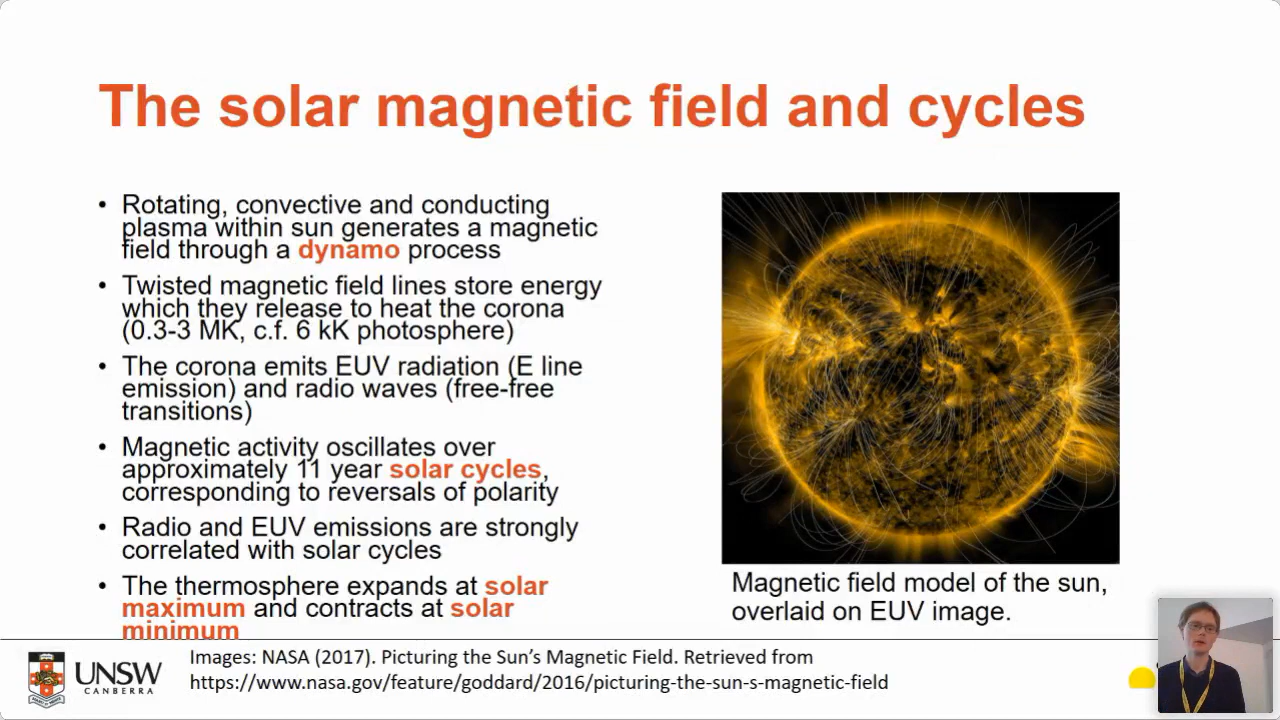 The solar magnetic field and cycles
• Rotating, convective and conducting
plasma within sun generates a magnetic
field through a dynamo process
• Twisted magnetic field lines store energy
which they release to heat the corona
(0.3-3 MK, c.f. 6 kK photosphere)
• The corona emits EUV radiation (E line
emission) and radio waves (free-free
transitions)
• Magnetic activity oscillates over
approximately 11 year solar cycles,
corresponding to reversals of polarity
• Radio and EUV emissions are strongly
correlated with solar cycles
• The thermosphere expands at solar
maximum and contracts at solar
minimum
Magnetic field model of the sun,
overlaid on EUV image.
UNSW
CANBERRA
Images: NASA (2017). Picturing the Sun’s Magnetic Field. Retrieved from
https://www.nasa.gov/feature/goddard/2016/picturing-the-sun-s-magnetic-field